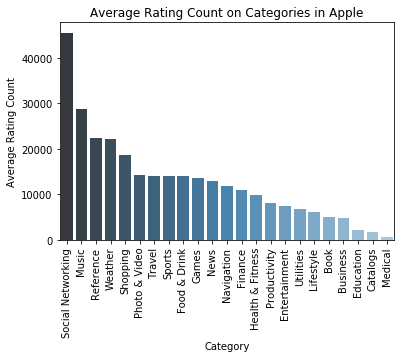 Average Rating Count on Categories in Apple
Average Rating Count
40000
30000
20000
10000
0
Social Networking
Music
Reference
Weather
Shopping
Photo & Video
Travel
Sports
Food & Drink
Games
News
Navigation
Finance
Health & Fitness
Productivity
Entertainment
Utilities
Lifestyle
Book
Business
Education
Catalogs
Medical
Category